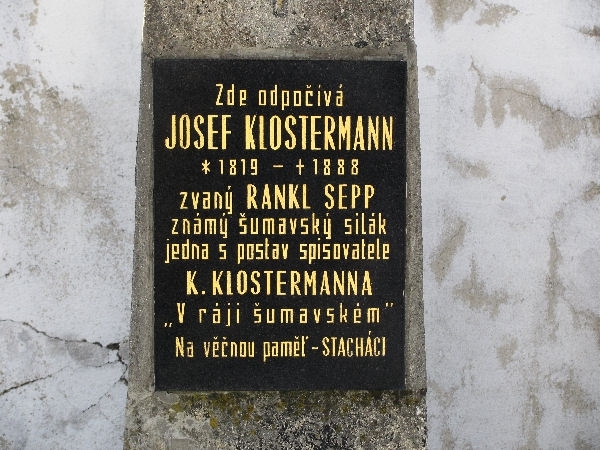 Zde odpočívá
JOSEF KLOSTERMANN
* 1819 - + 1888
zvaný RANKL SEPP
známý šumavský silák
jedna s postav spisovatele
K. KLOSTERMANNA
„V ráji šumavském"
Na věčnou paměť - STACHÁCI